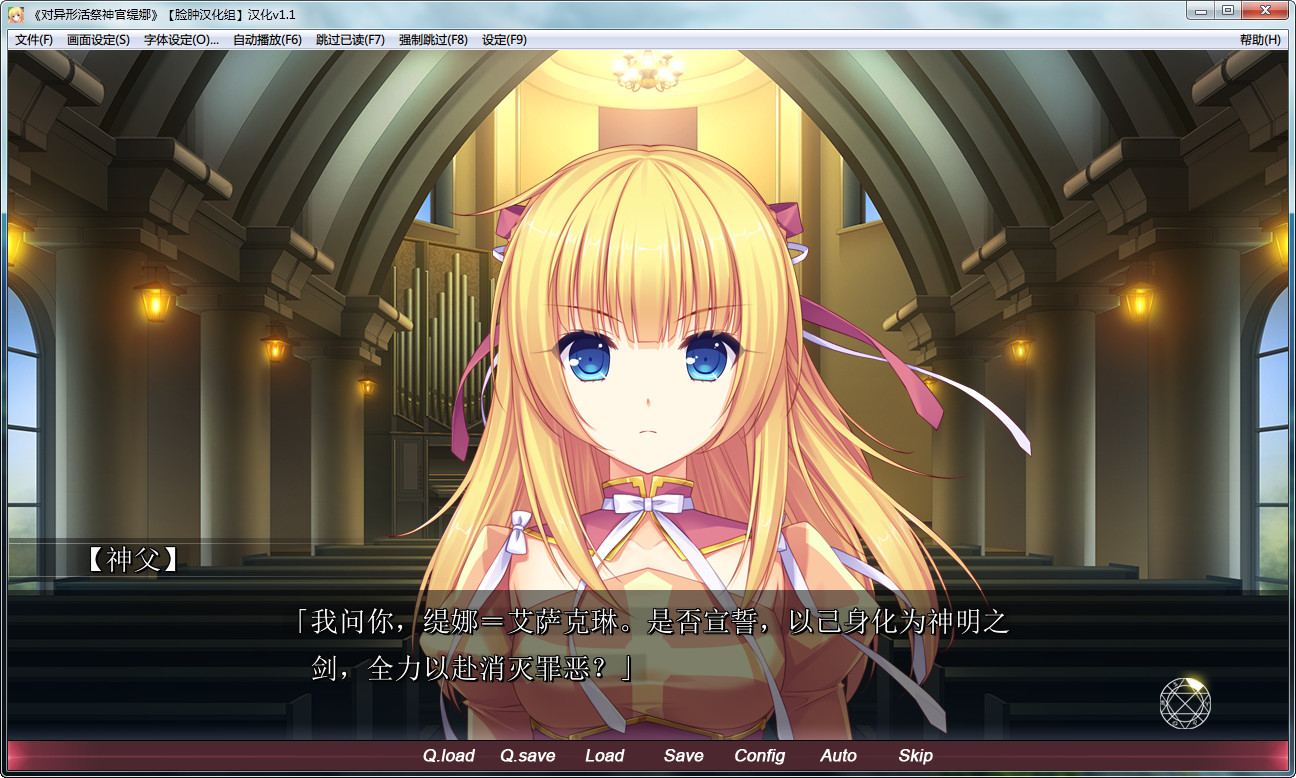 《对异形活祭神官缇娜》【脸肿汉化组】汉化v1.1
文件(F) 画面设定(S) 字体设定(O)... 自动播放(F6) 跳过已读(F7) 强制跳过(F8) 设定(F9) 帮助(H)
【神父】
「我问你，缇娜＝艾萨克琳。是否宣誓，以己身化为神明之
剑，全力以赴消灭罪恶？」
Q.load Q.save Load Save Config Auto Skip